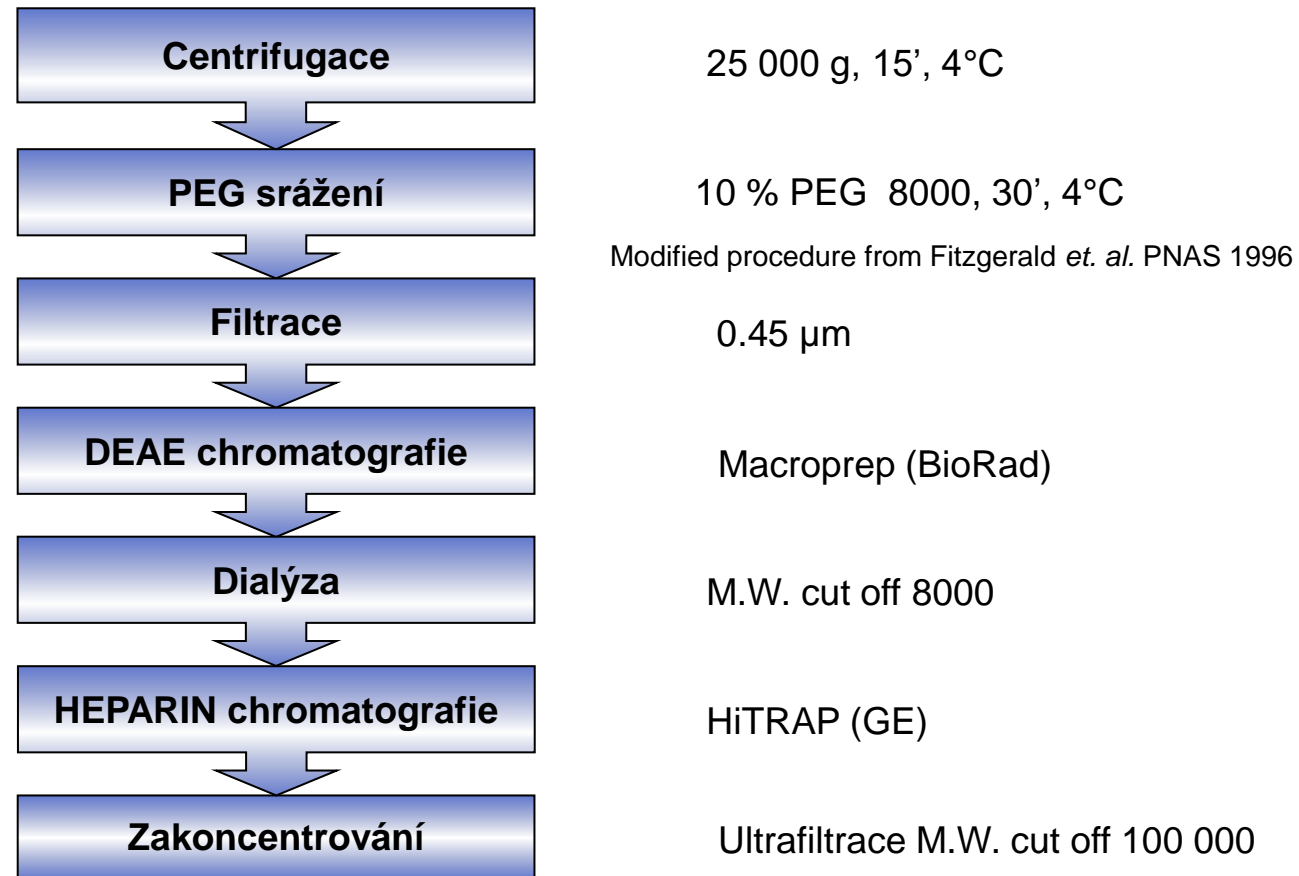 Centrifugace
25 000 g, 15’, 4°C
PEG srážení
10 % PEG 8000, 30’, 4°C
Modified procedure from Fitzgerald et. al. PNAS 1996
Filtrace
0.45 µm
DEAE chromatografie
Macroprep (BioRad)
Dialýza
M.W. cut off 8000
HEPARIN chromatografie
HiTRAP (GE)
Zakoncentrování
Ultrafiltrace M.W. cut off 100 000